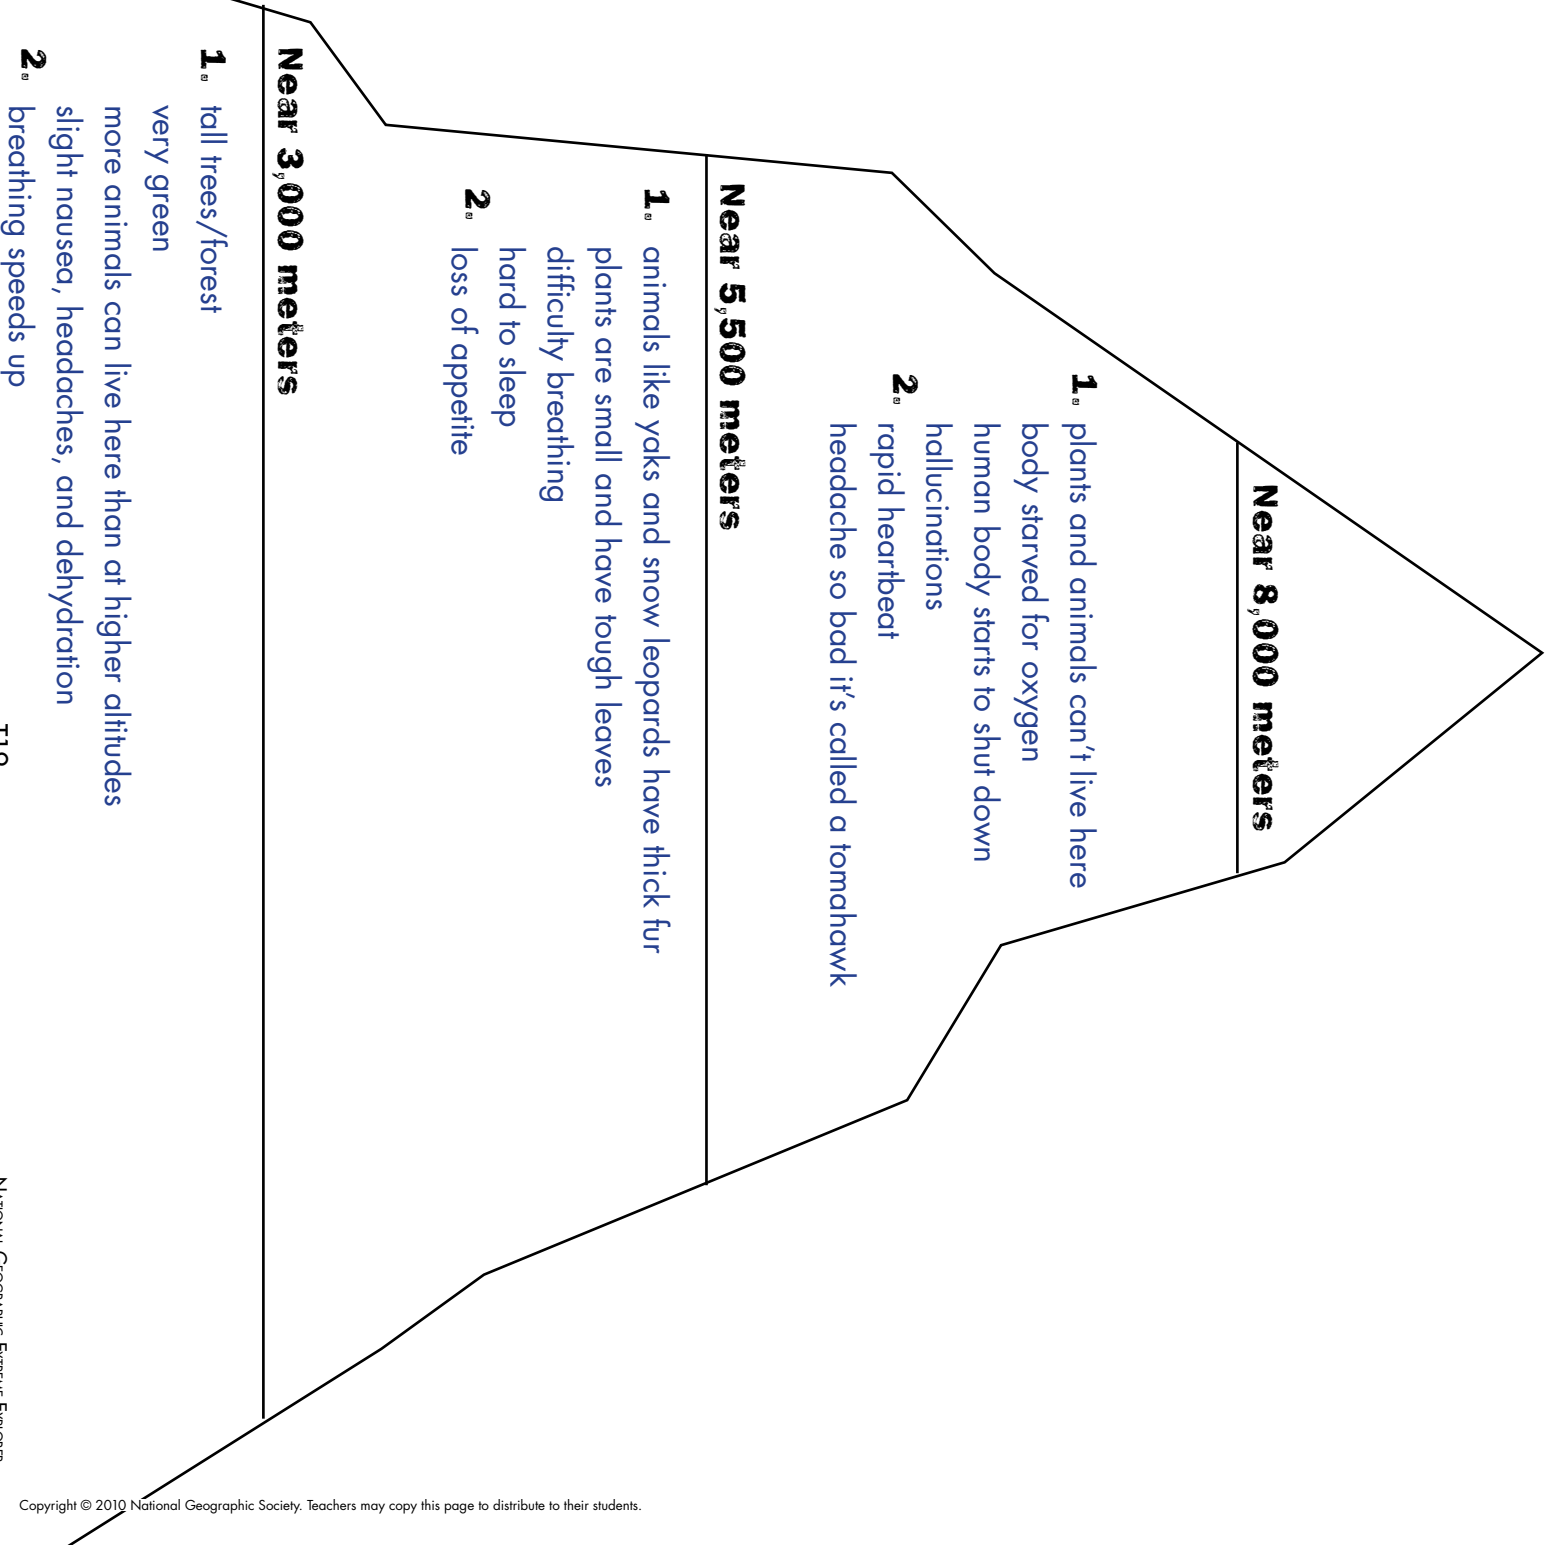 Near 8,000 meters
1. plants and animals can't live here
body starved for oxygen
human body starts to shut down
hallucinations
2. rapid heartbeat
headache so bad it's called a tomahawk
Near 5,500 meters
1. animals like yaks and snow leopards have thick fur
plants are small and have tough leaves
difficulty breathing
hard to sleep
2. loss of appetite
Near 3,000 meters
1. tall trees/forest
very green
more animals can live here than at higher altitudes
slight nausea, headaches, and dehydration
2. breathing speeds up
Copyright © 2010 National Geographic Society. Teachers may copy this page to distribute to their students.